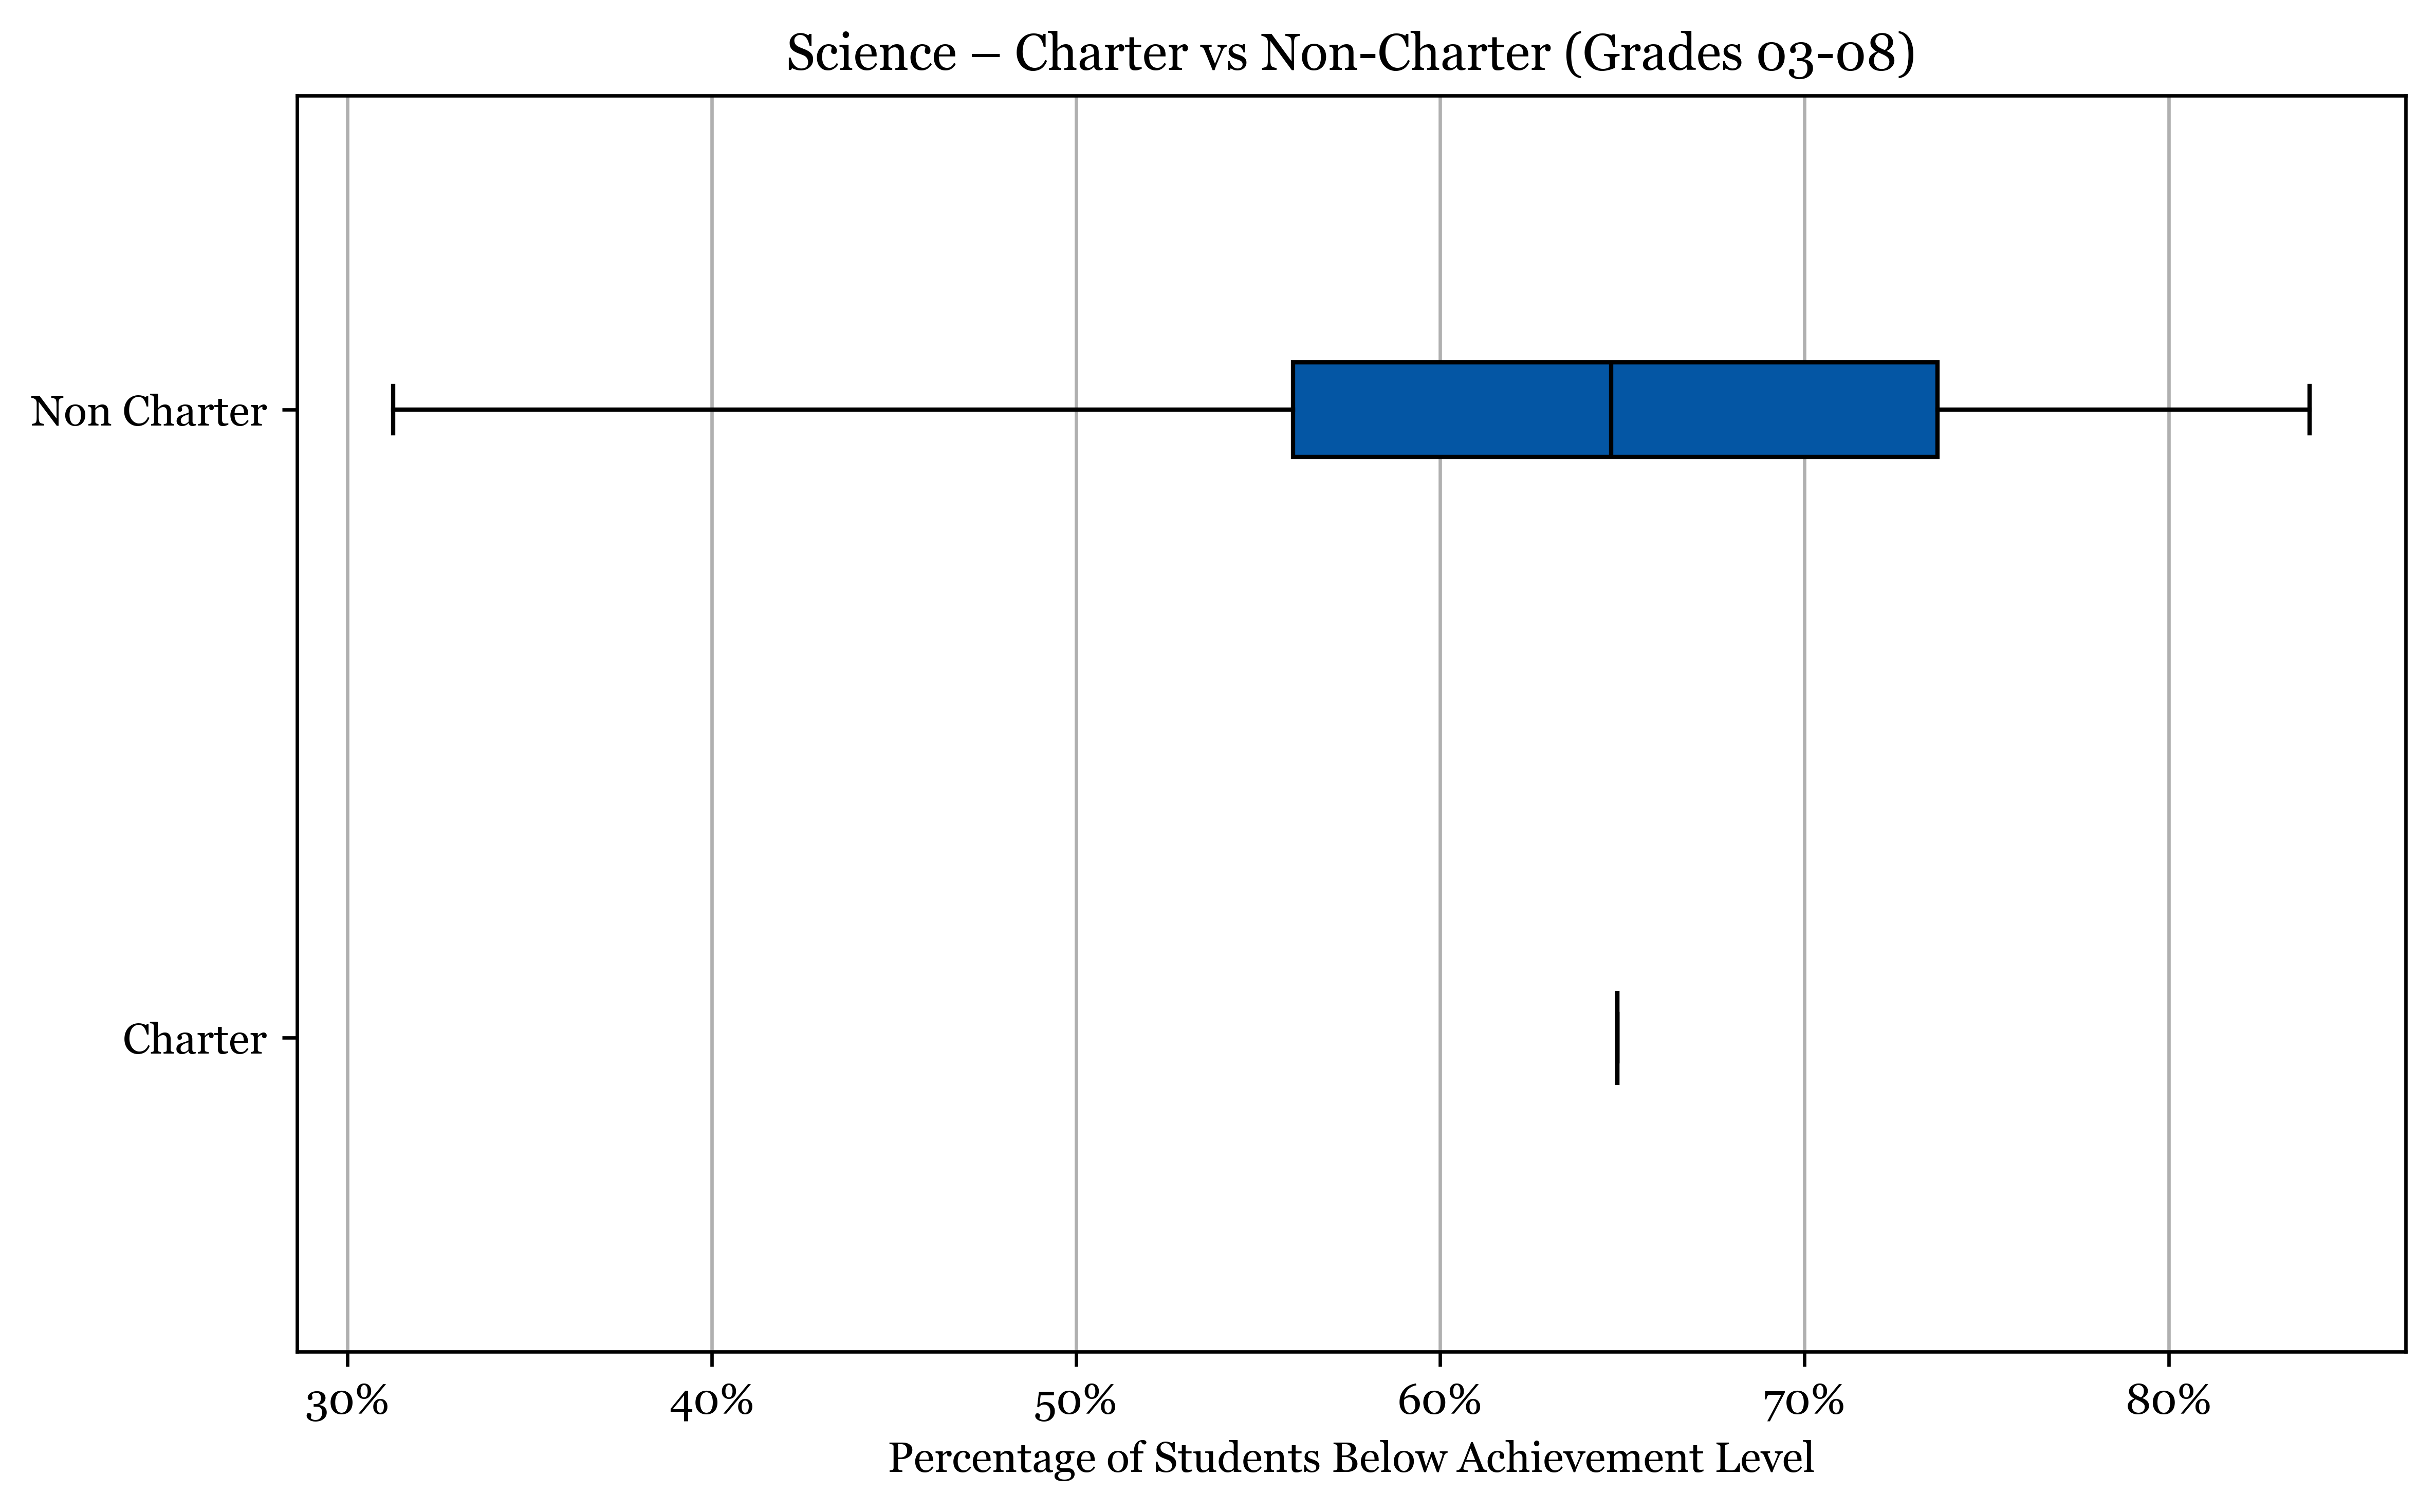 Science – Charter vs Non-Charter (Grades 03-08)
Non Charter
Charter
30% 40% 50% 60% 70% 80%
Percentage of Students Below Achievement Level